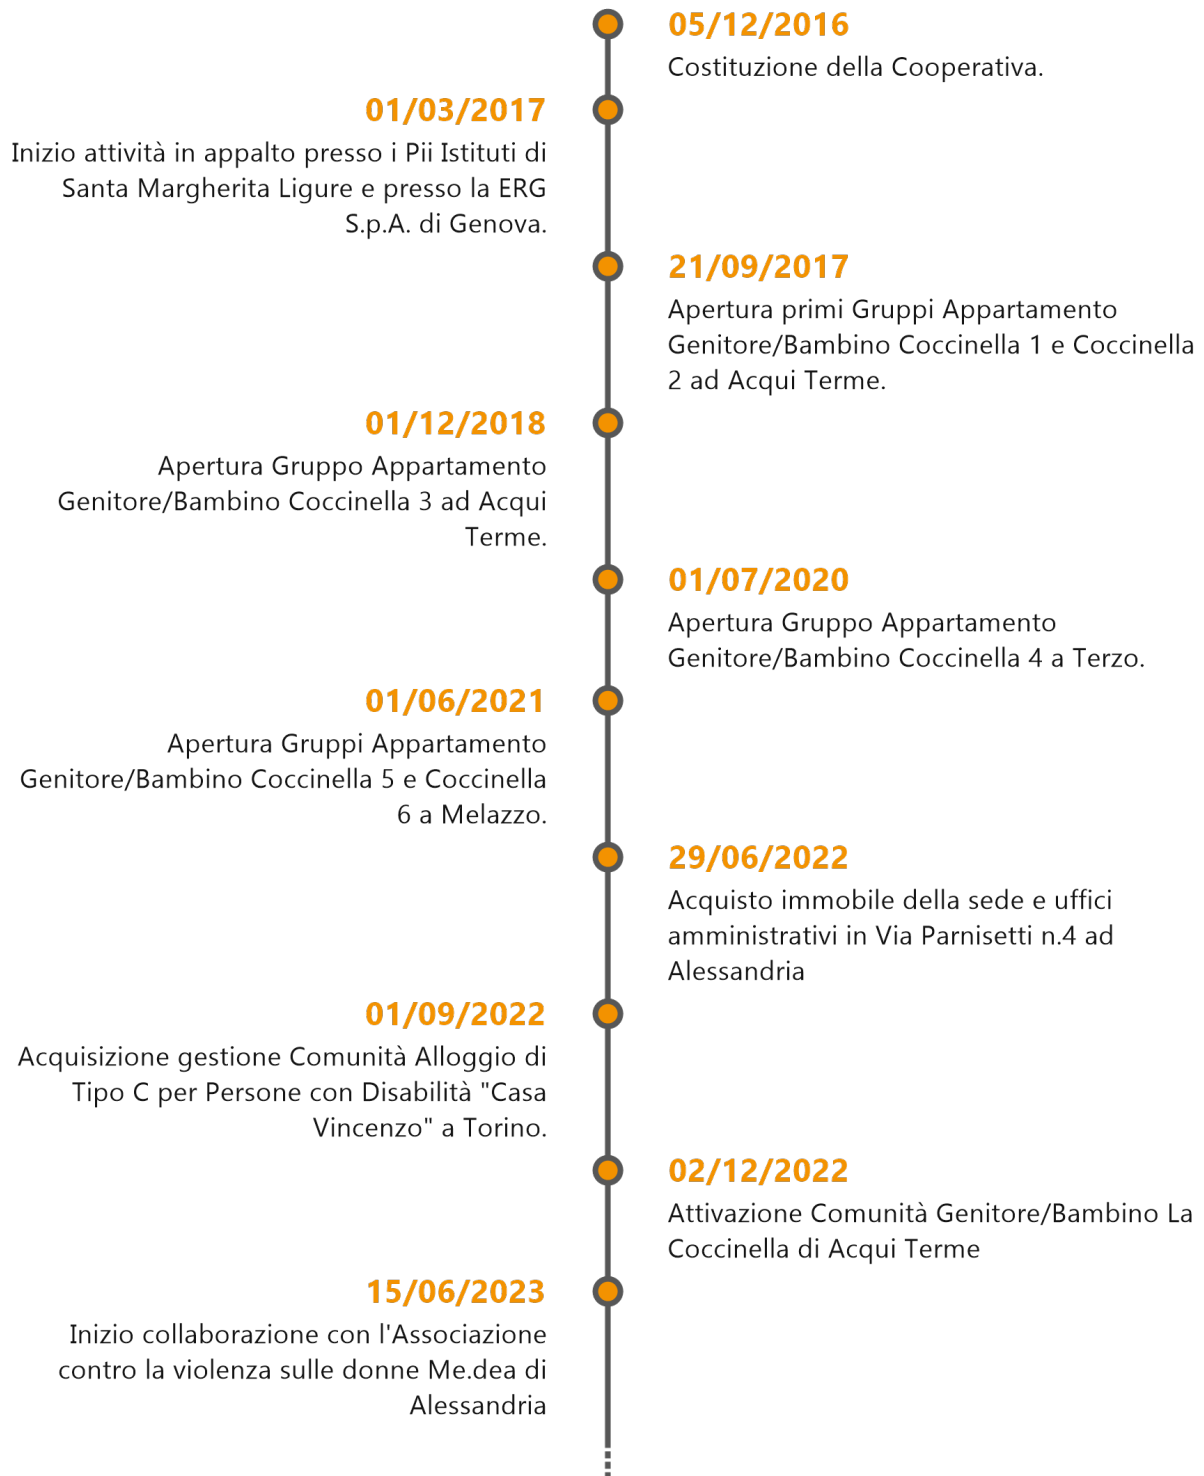 05/12/2016
Costituzione della Cooperativa.
01/03/2017
Inizio attività in appalto presso i Pii Istituti di
Santa Margherita Ligure e presso la ERG
S.p.A. di Genova.
21/09/2017
Apertura primi Gruppi Appartamento
Genitore/Bambino Coccinella 1 e Coccinella
2 ad Acqui Terme.
01/12/2018
Apertura Gruppo Appartamento
Genitore/Bambino Coccinella 3 ad Acqui
Terme.
01/07/2020
Apertura Gruppo Appartamento
Genitore/Bambino Coccinella 4 a Terzo.
01/06/2021
Apertura Gruppi Appartamento
Genitore/Bambino Coccinella 5 e Coccinella
6 a Melazzo.
29/06/2022
Acquisto immobile della sede e uffici
amministrativi in Via Parnisetti n.4 ad
Alessandria
01/09/2022
Acquisizione gestione Comunità Alloggio di
Tipo C per Persone con Disabilità "Casa
Vincenzo" a Torino.
02/12/2022
Attivazione Comunità Genitore/Bambino La
Coccinella di Acqui Terme
15/06/2023
Inizio collaborazione con l'Associazione
contro la violenza sulle donne Me.dea di
Alessandria